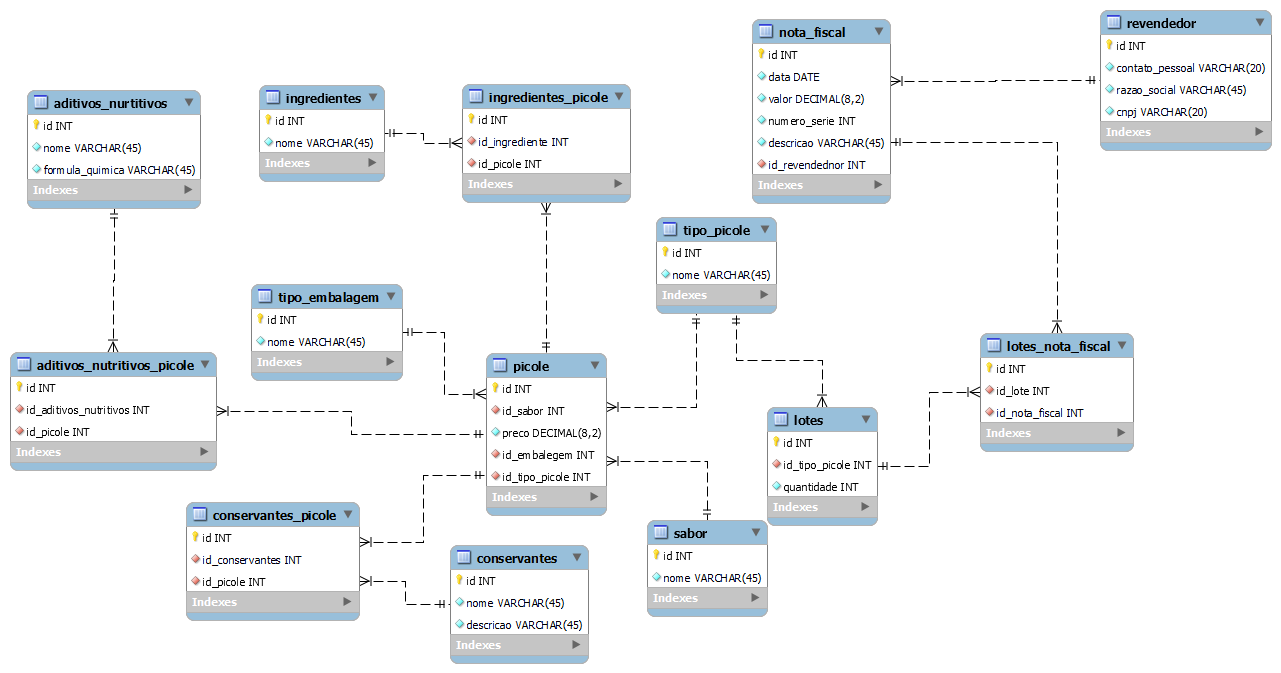 aditivos_nurtitivos
id INT
nome VARCHAR(45)
formula_quimica VARCHAR(45)
Indexes
ingredientes
id INT
nome VARCHAR(45)
Indexes
ingredientes_picole
id INT
id_ingrediente INT
id_picole INT
Indexes
nota_fiscal
id INT
data DATE
valor DECIMAL(8,2)
numero_serie INT
descricao VARCHAR(45)
id_revendednor INT
Indexes
revendedor
id INT
contato_pessoal VARCHAR(20)
razao_social VARCHAR(45)
cnpj VARCHAR(20)
Indexes
tipo_picole
id INT
nome VARCHAR(45)
Indexes
tipo_embalagem
id INT
nome VARCHAR(45)
Indexes
aditivos_nutritivos_picole
id INT
id_aditivos_nutritivos INT
id_picole INT
Indexes
picole
id INT
id_sabor INT
preco DECIMAL(8,2)
id_embalegem INT
id_tipo_picole INT
Indexes
lotes_nota_fiscal
id INT
id_lote INT
id_nota_fiscal INT
Indexes
lotes
id INT
id_tipo_picole INT
quantidade INT
Indexes
conservantes_picole
id INT
id_conservantes INT
id_picole INT
Indexes
conservantes
id INT
nome VARCHAR(45)
descricao VARCHAR(45)
Indexes
sabor
id INT
nome VARCHAR(45)
Indexes